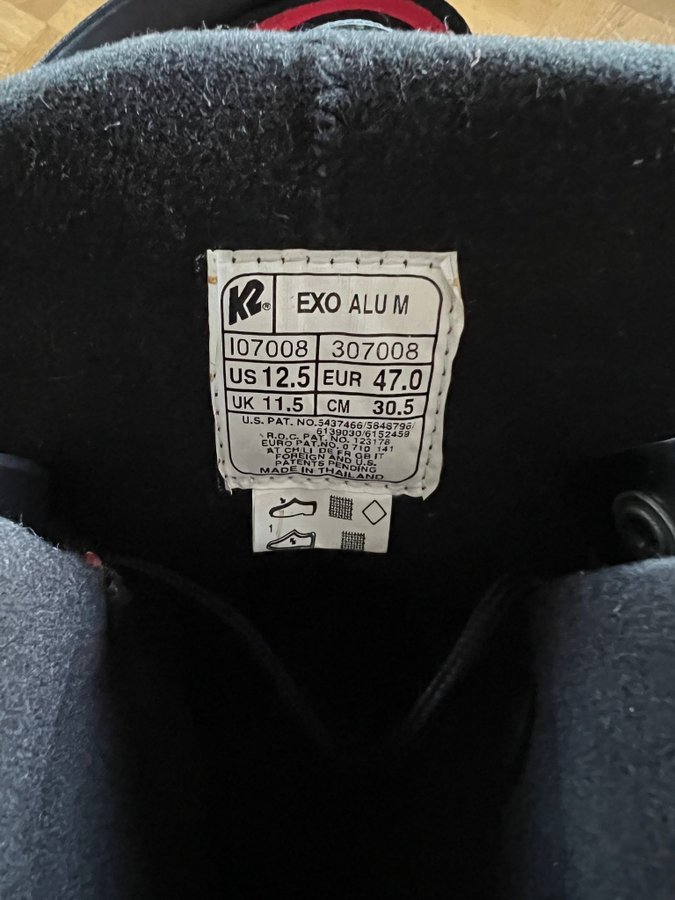 K2® EXO ALU M
107008 307008
US 12.5 EUR 47.0
UK 11.5 CM 30.5
U.S. PAT. NO.5437466/5848796/
6139030/6152459
R.O.C. PAT. NO. 123178
EURO PAT.NO. 0 710 141
AT CH LI DE FR GB IT
FOREIGN AND U.S.
PATENTS PENDING
MADE IN THAILAND
1